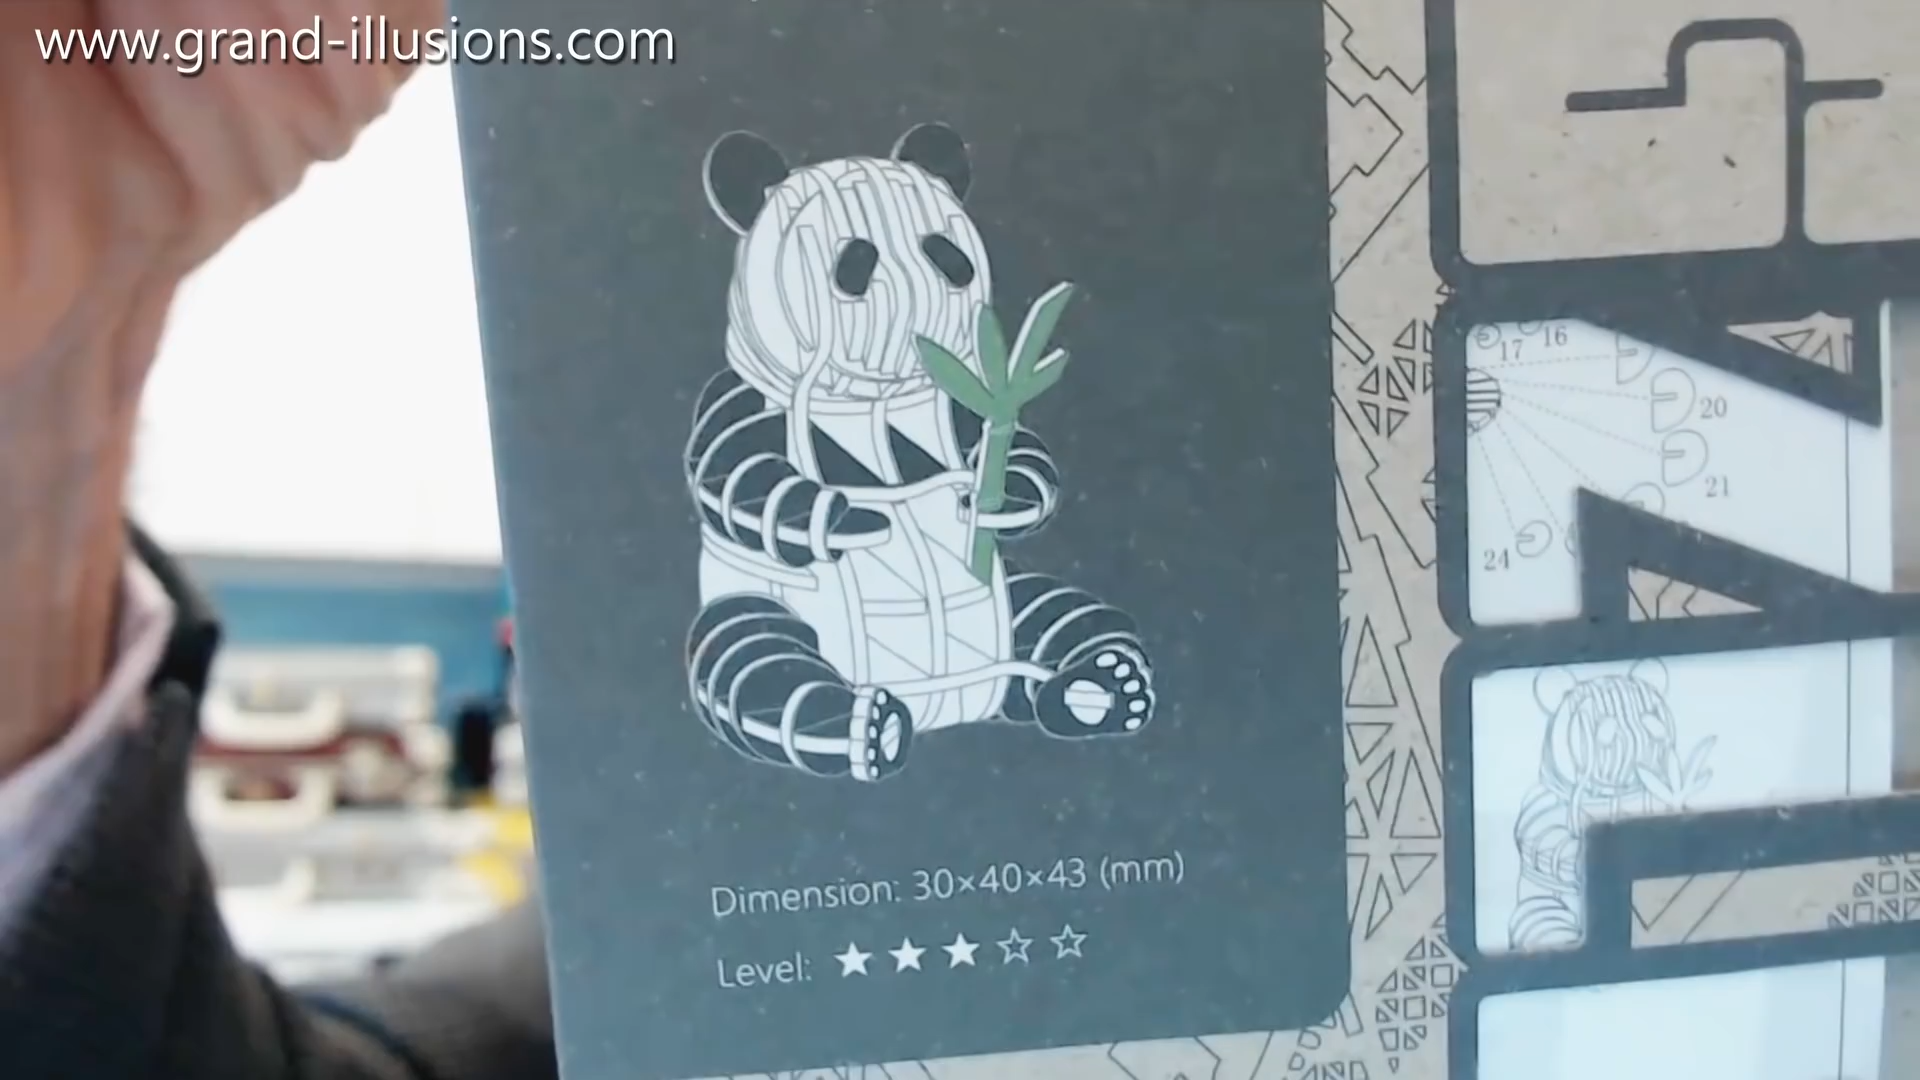 www.grand-illusions.com
17 16
20
21
24
Dimension: 30×40×43 (mm)
Level: ★★★☆☆